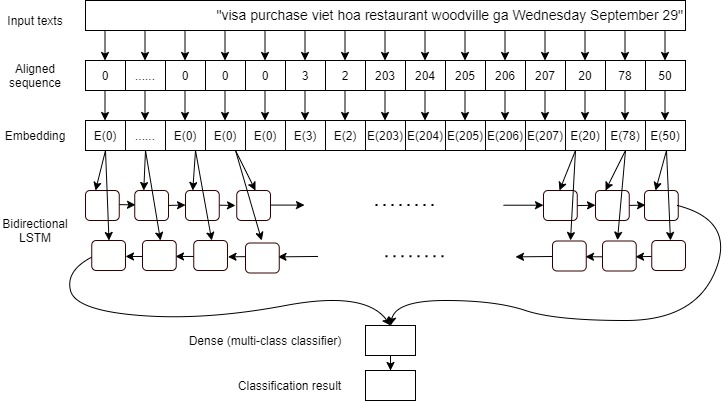 Input texts
"visa purchase viet hoa restaurant woodville ga Wednesday September 29"
Aligned
sequence
0 ...... 0 0 0 3 2 203 204 205 206 207 20 78 50
Embedding
E(0) ...... E(0) E(0) E(0) E(3) E(2) E(203) E(204) E(205) E(206) E(207) E(20) E(78) E(50)
Bidirectional
LSTM
........
........
Dense (multi-class classifier)
Classification result